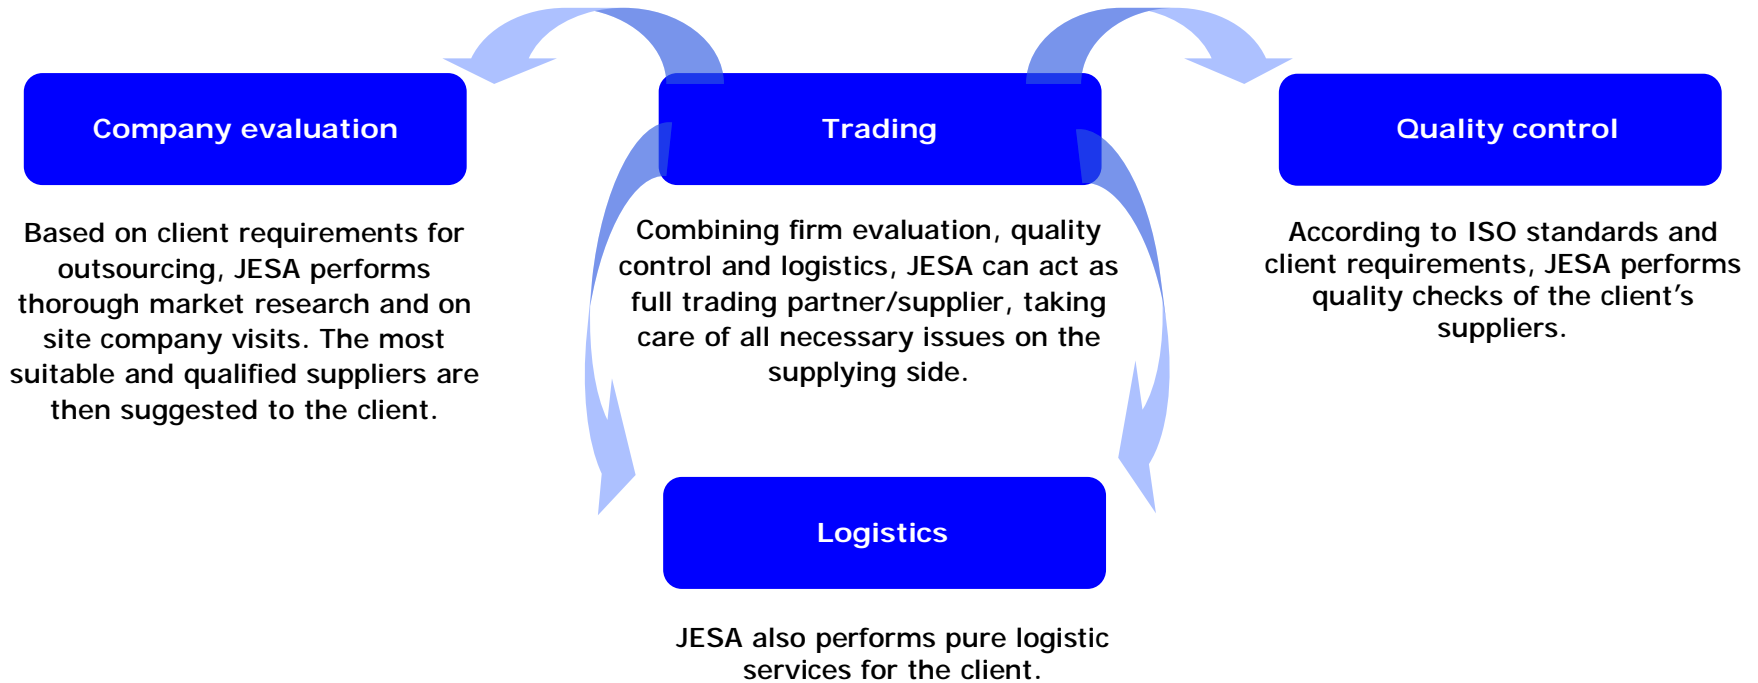 Company evaluation
Based on client requirements for
outsourcing, JESA performs
thorough market research and on
site company visits. The most
suitable and qualified suppliers are
then suggested to the client.
Trading
Combining firm evaluation, quality
control and logistics, JESA can act as
full trading partner/supplier, taking
care of all necessary issues on the
supplying side.
Quality control
According to ISO standards and
client requirements, JESA performs
quality checks of the client's
suppliers.
Logistics
JESA also performs pure logistic
services for the client.